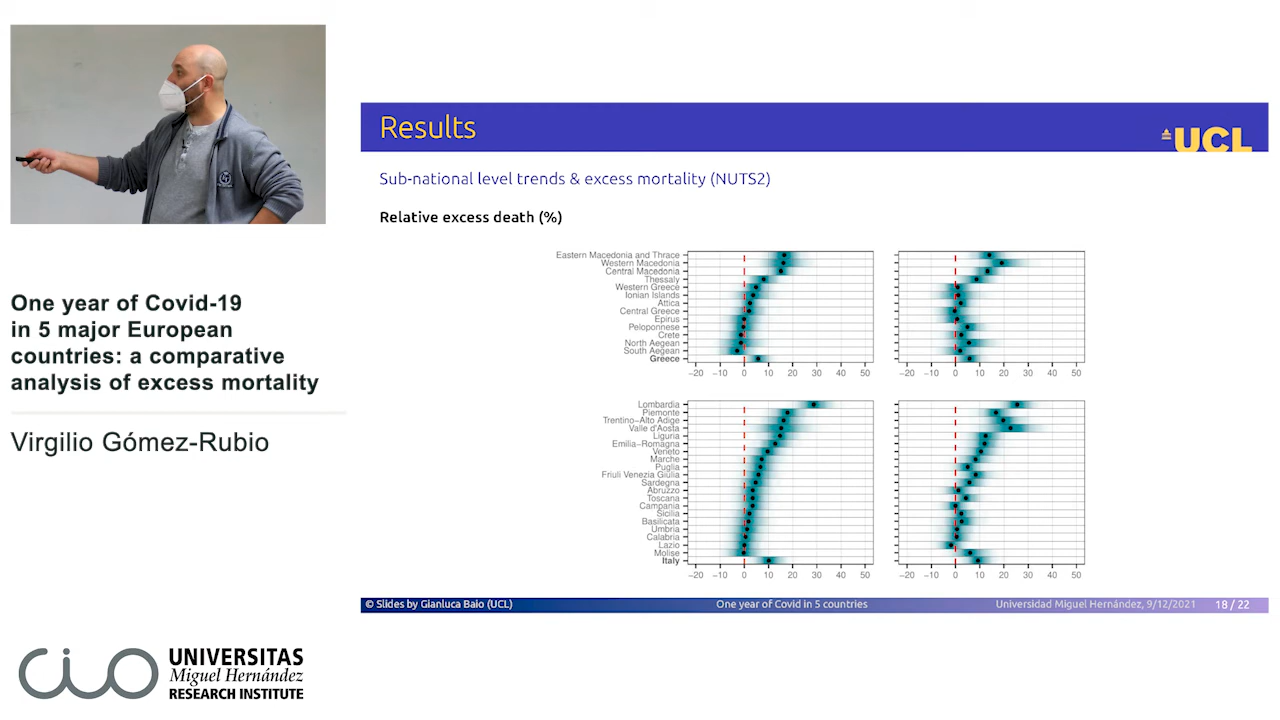 Results
UCL
Sub-national level trends & excess mortality (NUTS2)
Relative excess death (%)
Eastern Macedonia and Thrace
Western Macedonia
Central Macedonia
Thessaly
Western Greece
Ionian Islands
Attica
Central Greece
Epirus
Peloponnese
Crete
North Aegean
South Aegean
Greece
−20 −10 0 10 20 30 40 50
−20 −10 0 10 20 30 40 50
Lombardia
Piemonte
Trentino−Alto Adige
Valle d'Aosta
Liguria
Emilia−Romagna
Veneto
Marche
Puglia
Friuli Venezia Giulia
Sardegna
Abruzzo
Toscana
Campania
Sicilia
Basilicata
Umbria
Calabria
Lazio
Molise
Italy
−20 −10 0 10 20 30 40 50
−20 −10 0 10 20 30 40 50
© Slides by Gianluca Baio (UCL)
One year of Covid in 5 countries
Universidad Miguel Hernández, 9/12/2021
18 / 22
One year of Covid-19
in 5 major European
countries: a comparative
analysis of excess mortality
Virgilio Gómez-Rubio
cio
UNIVERSITAS
Miguel Hernández
RESEARCH INSTITUTE